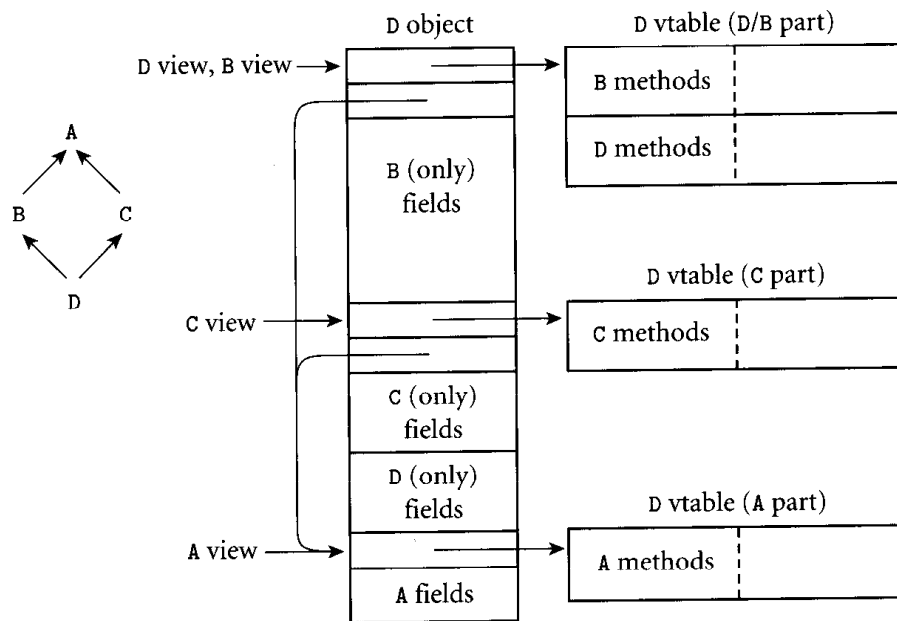 D object
D vtable (D/B part)
D view, B view
B methods
D methods
A
B C
D
B (only)
fields
D vtable (C part)
C view
C methods
C (only)
fields
D (only)
fields
D vtable (A part)
A view
A methods
A fields